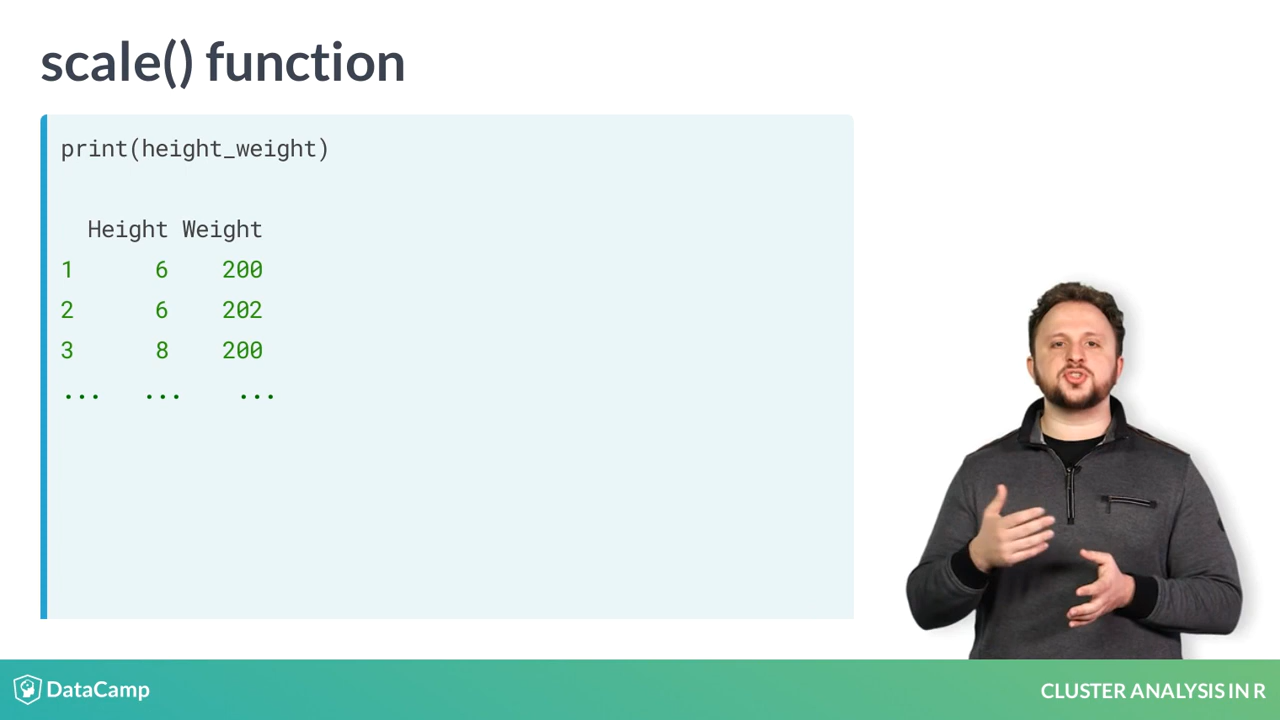 scale() function
print(height_weight)
Height Weight
1 6 200
2 6 202
3 8 200
... ... ...
DataCamp
CLUSTER ANALYSIS IN R